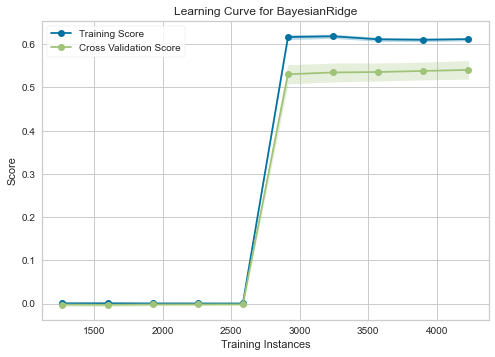 Learning Curve for BayesianRidge
Training Score
Cross Validation Score
Score
0.6
0.5
0.4
0.3
0.2
0.1
0.0
1500
2000
2500
3000
3500
4000
Training Instances